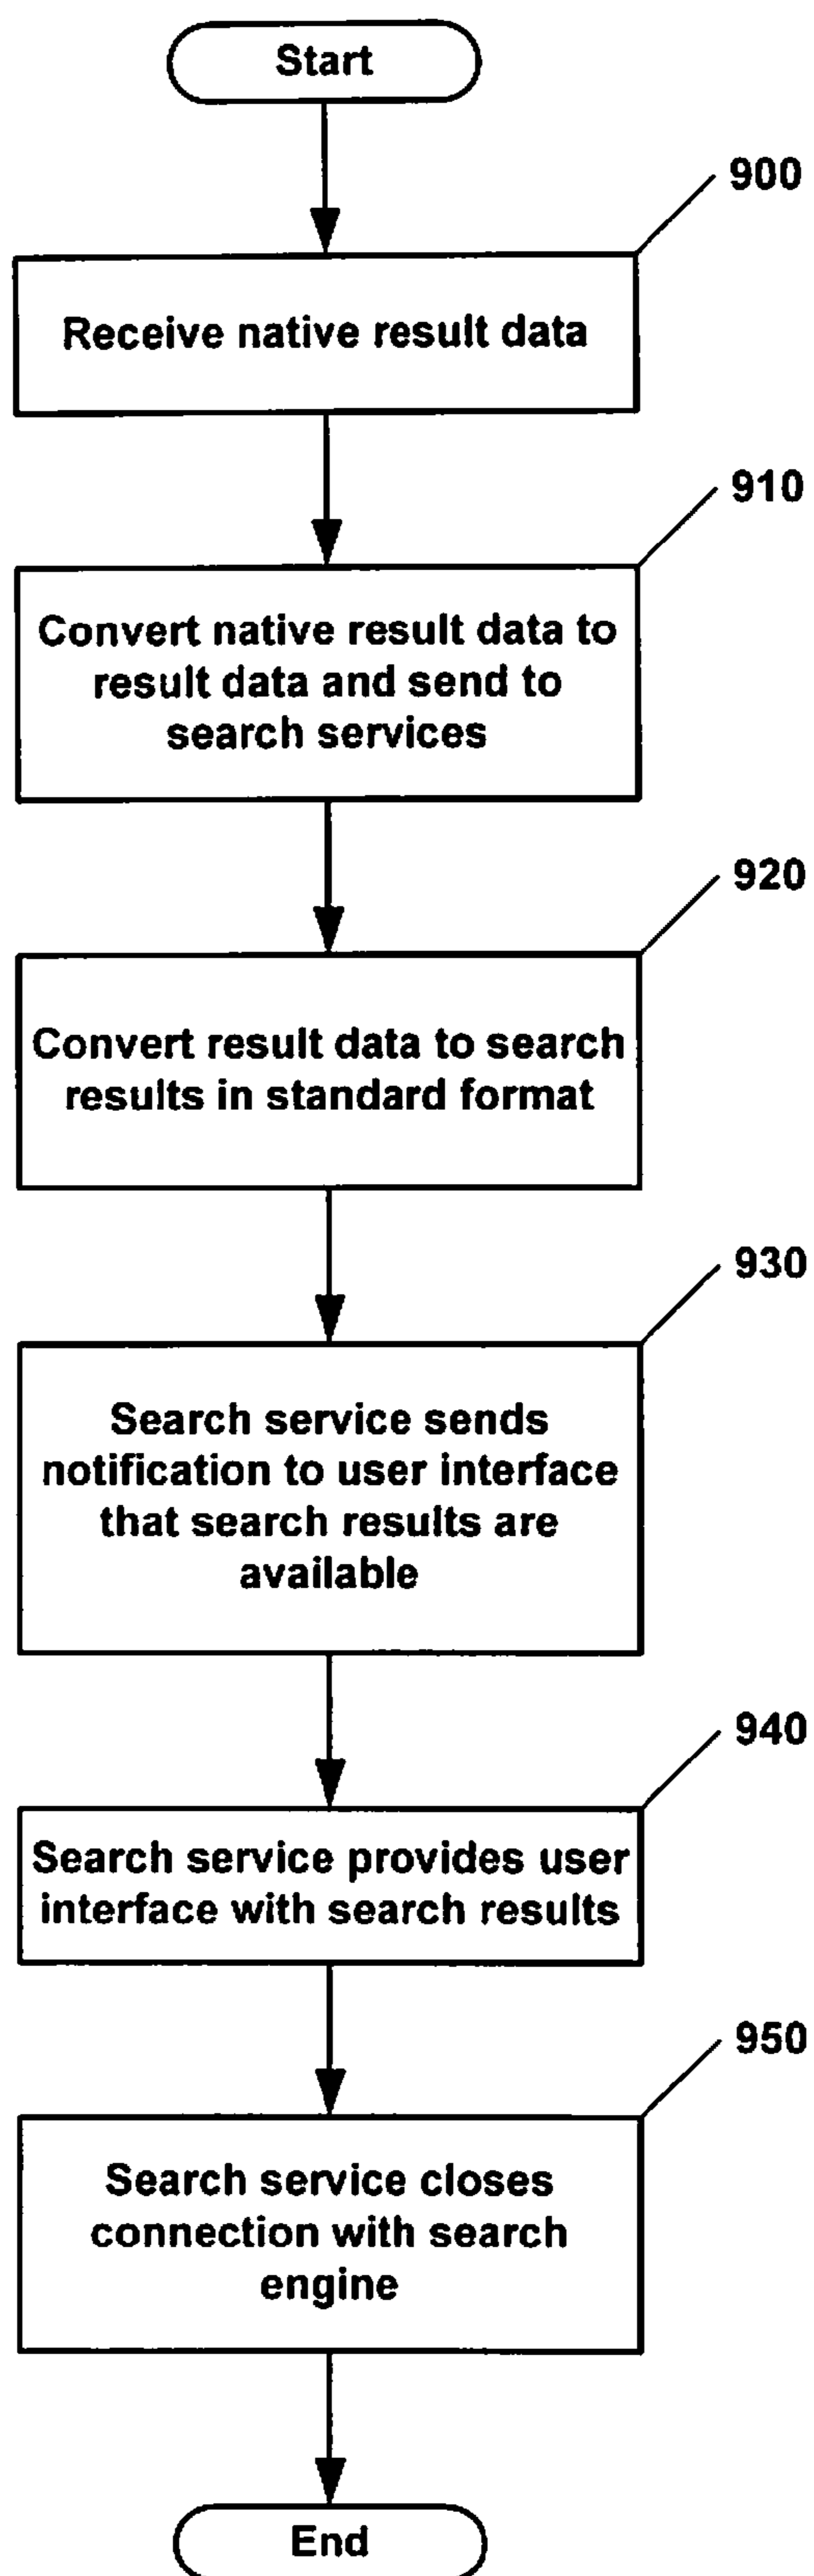 Start
900
Receive native result data
910
Convert native result data to
result data and send to
search services
920
Convert result data to search
results in standard format
930
Search service sends
notification to user interface
that search results are
available
940
Search service provides user
interface with search results
950
Search service closes
connection with search
engine
End